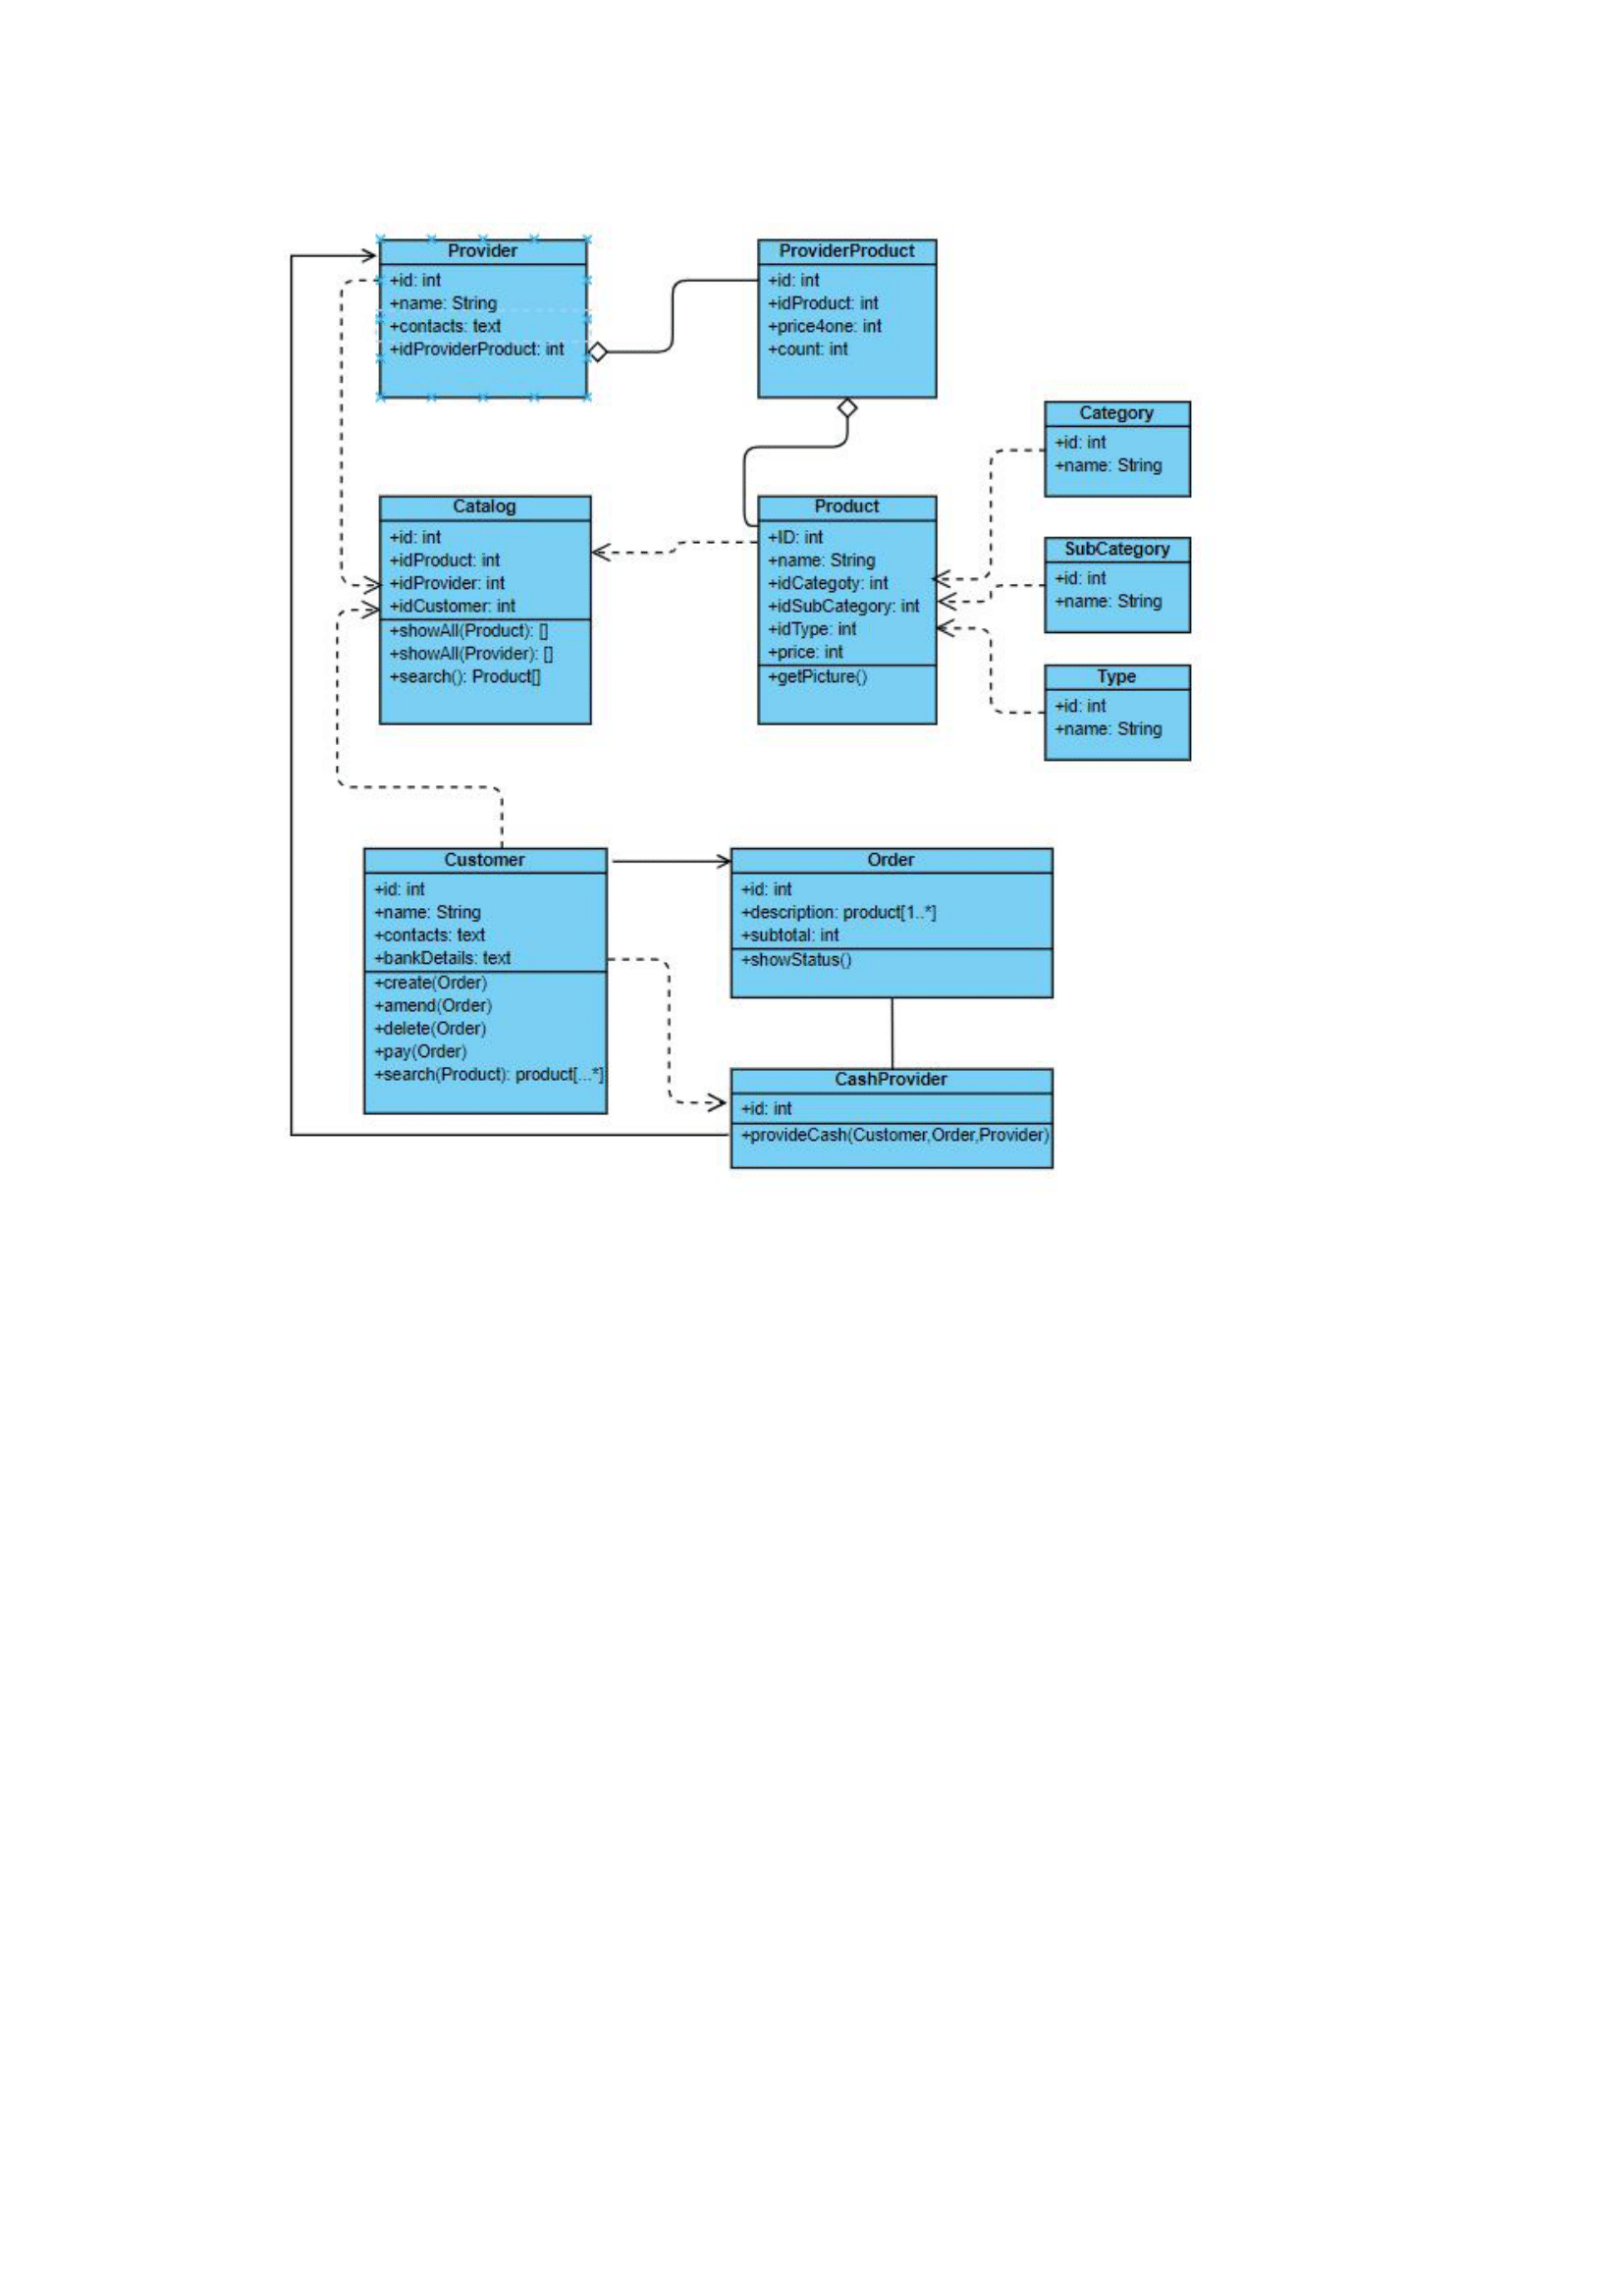 Provider
+id: int
+name: String
+contacts: text
+idProviderProduct: int
ProviderProduct
+id: int
+idProduct: int
+price4one: int
+count: int
Category
+id: int
+name: String
Catalog
+id: int
+idProduct: int
+idProvider: int
+idCustomer: int
+showAll(Product): []
+showAll(Provider): []
+search(): Product[]
Product
+ID: int
+name: String
+idCategoty: int
+idSubCategory: int
+idType: int
+price: int
+getPicture()
SubCategory
+id: int
+name: String
Type
+id: int
+name: String
Customer
+id: int
+name: String
+contacts: text
+bankDetails: text
+create(Order)
+amend(Order)
+delete(Order)
+pay(Order)
+search(Product): product[...*]
Order
+id: int
+description: product[1..*]
+subtotal: int
+showStatus()
CashProvider
+id: int
+provideCash(Customer,Order,Provider)